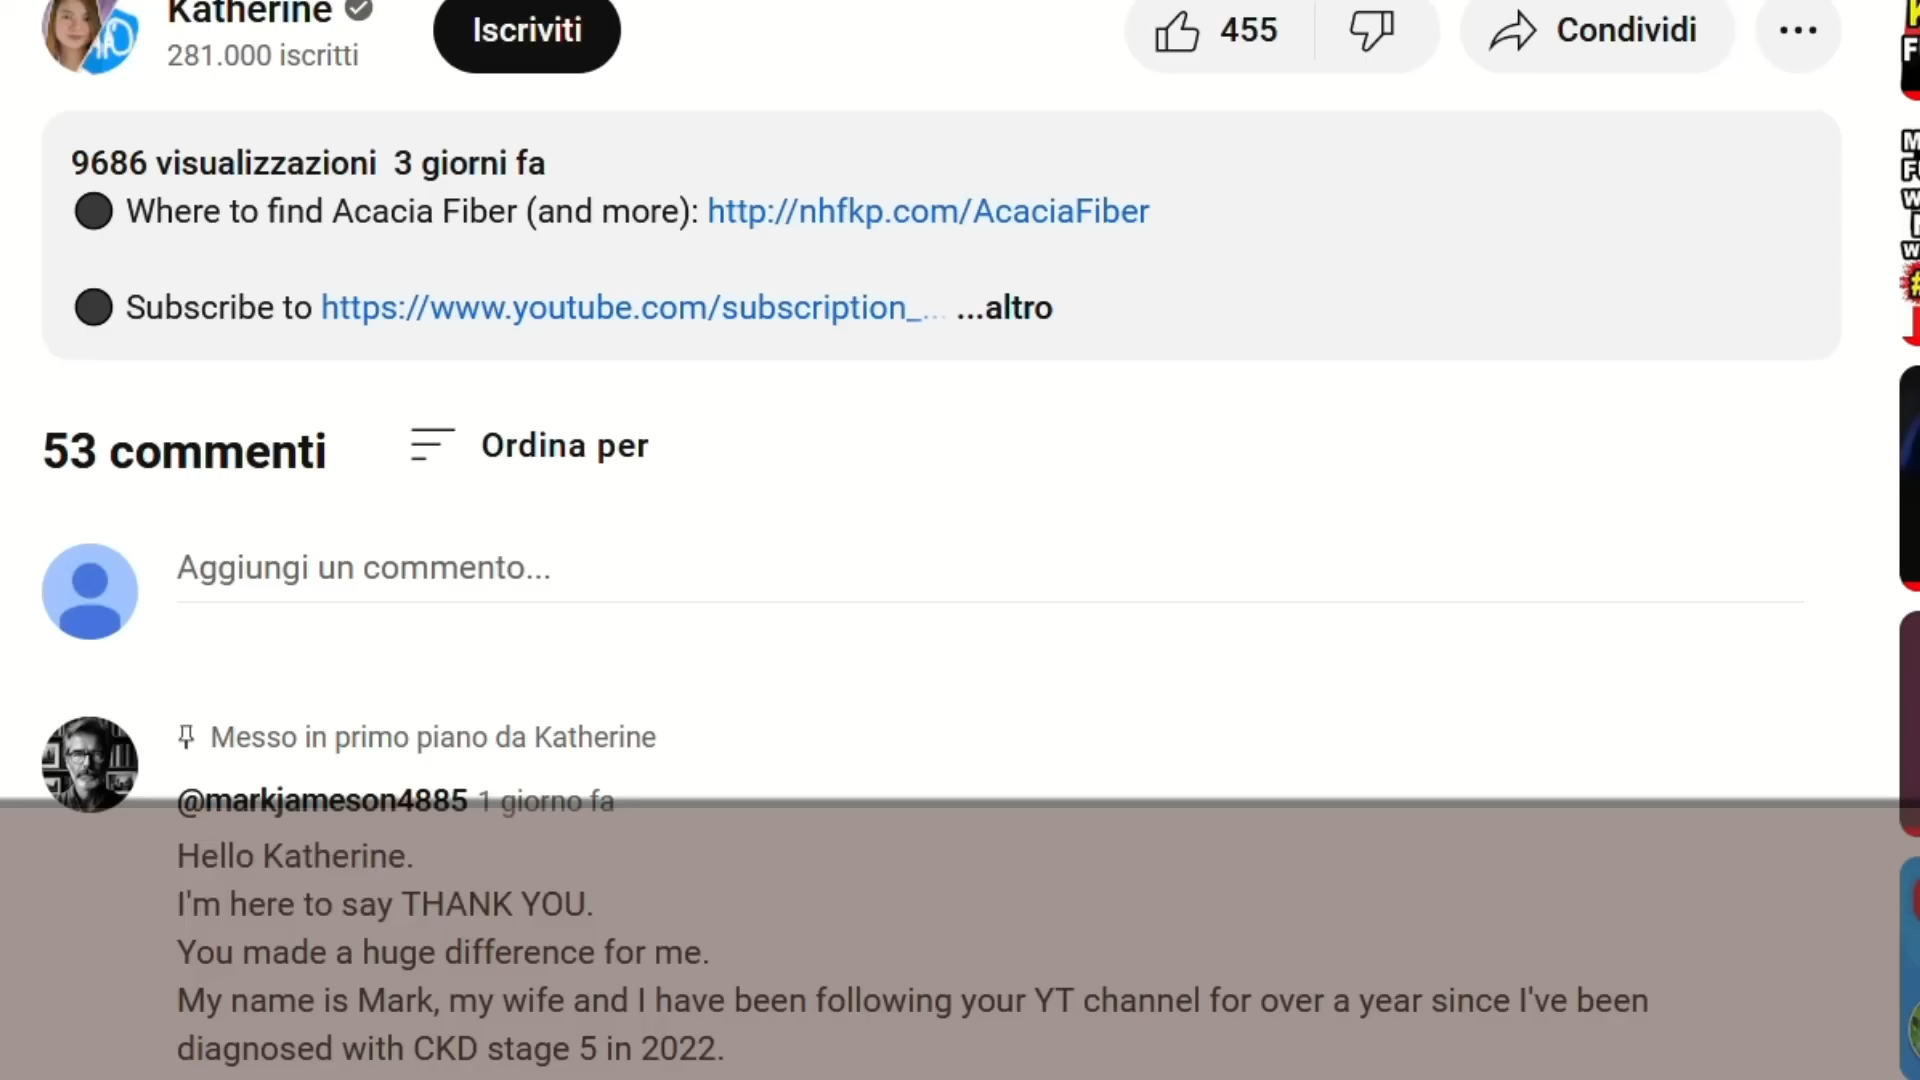 Katherine
281.000 iscritti
Iscriviti
455
Condividi
9686 visualizzazioni 3 giorni fa
Where to find Acacia Fiber (and more): http://nhfkp.com/AcaciaFiber
Subscribe to https://www.youtube.com/subscription_... ...altro
53 commenti
Ordina per
Aggiungi un commento...
Messo in primo piano da Katherine
@markjameson4885 1 giorno fa
Hello Katherine.
I'm here to say THANK YOU.
You made a huge difference for me.
My name is Mark, my wife and I have been following your YT channel for over a year since I've been
diagnosed with CKD stage 5 in 2022.